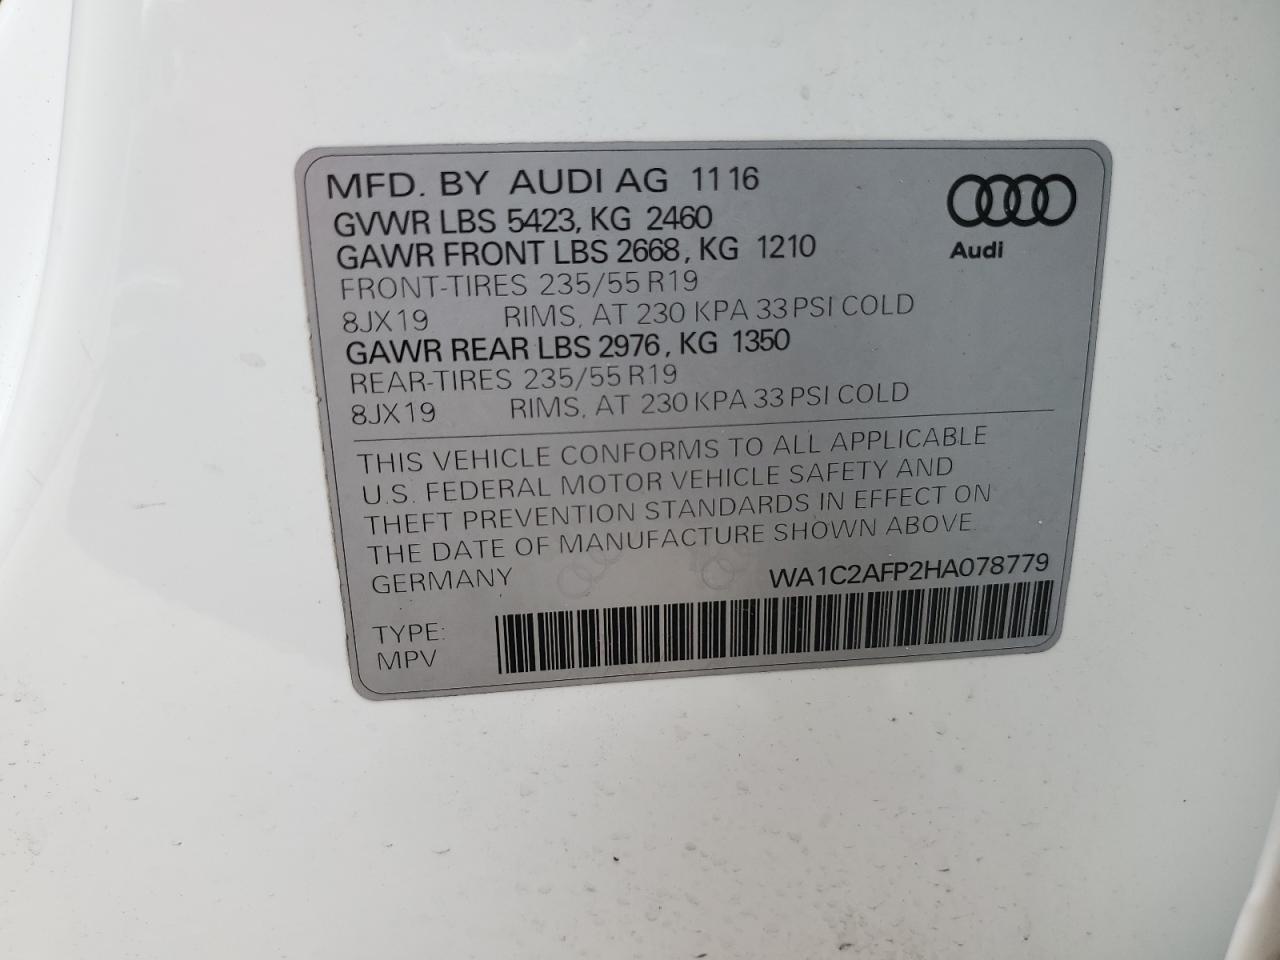 MFD. BY AUDI AG 11 16
GVWR LBS 5423, KG 2460
GAWR FRONT LBS 2668, KG 1210
FRONT-TIRES 235/55 R19
8JX19 RIMS, AT 230 KPA 33 PSI COLD
GAWR REAR LBS 2976, KG 1350
REAR-TIRES 235/55 R19
8JX19 RIMS, AT 230 KPA 33 PSI COLD
Audi
THIS VEHICLE CONFORMS TO ALL APPLICABLE
U.S. FEDERAL MOTOR VEHICLE SAFETY AND
THEFT PREVENTION STANDARDS IN EFFECT ON
THE DATE OF MANUFACTURE SHOWN ABOVE.
GERMANY WA1C2AFP2HA078779
TYPE:
MPV